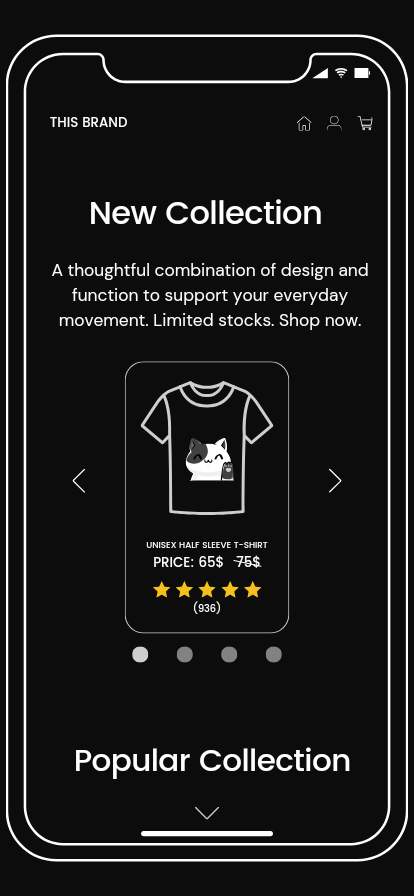 THIS BRAND
New Collection
A thoughtful combination of design and
function to support your everyday
movement. Limited stocks. Shop now.
UNISEX HALF SLEEVE T-SHIRT
PRICE: 65$ 75$
(936)
Popular Collection